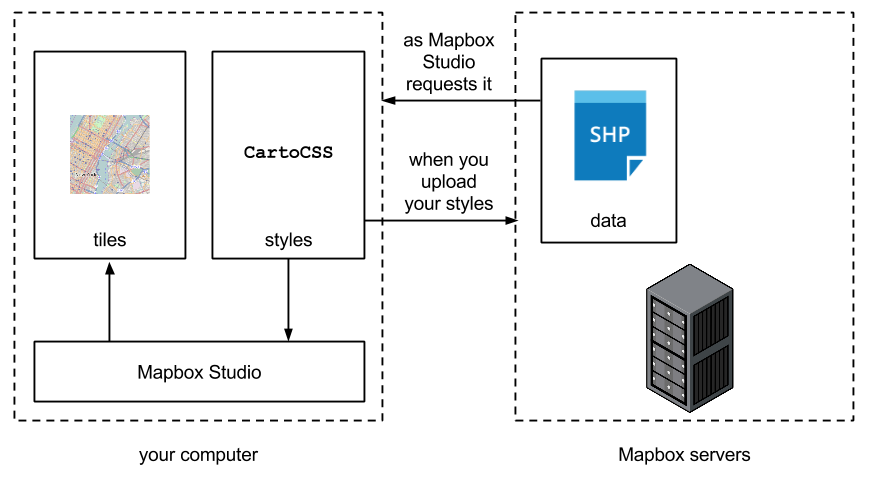 as Mapbox
Studio
requests it
SHP
CartoCSS
when you
upload
your styles
data
tiles
styles
Mapbox Studio
your computer
Mapbox servers